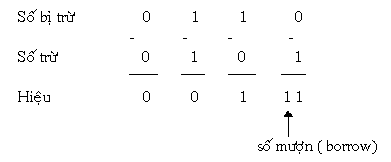 Số bị trừ 0 1 1 0
- - - -
Số trừ 0 1 0 1
Hiệu 0 0 1 1 1
số mượn ( borrow)